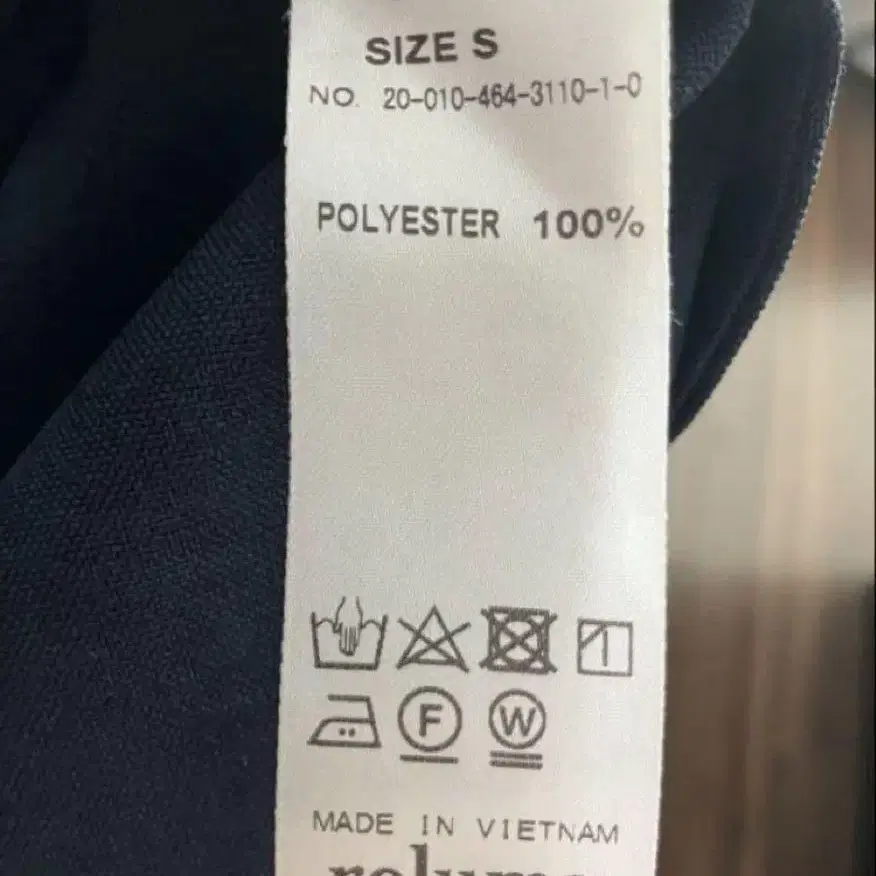 SIZE S
NO. 20-010-464-3110-1-0
POLYESTER 100%
F W
MADE IN VIETNAM